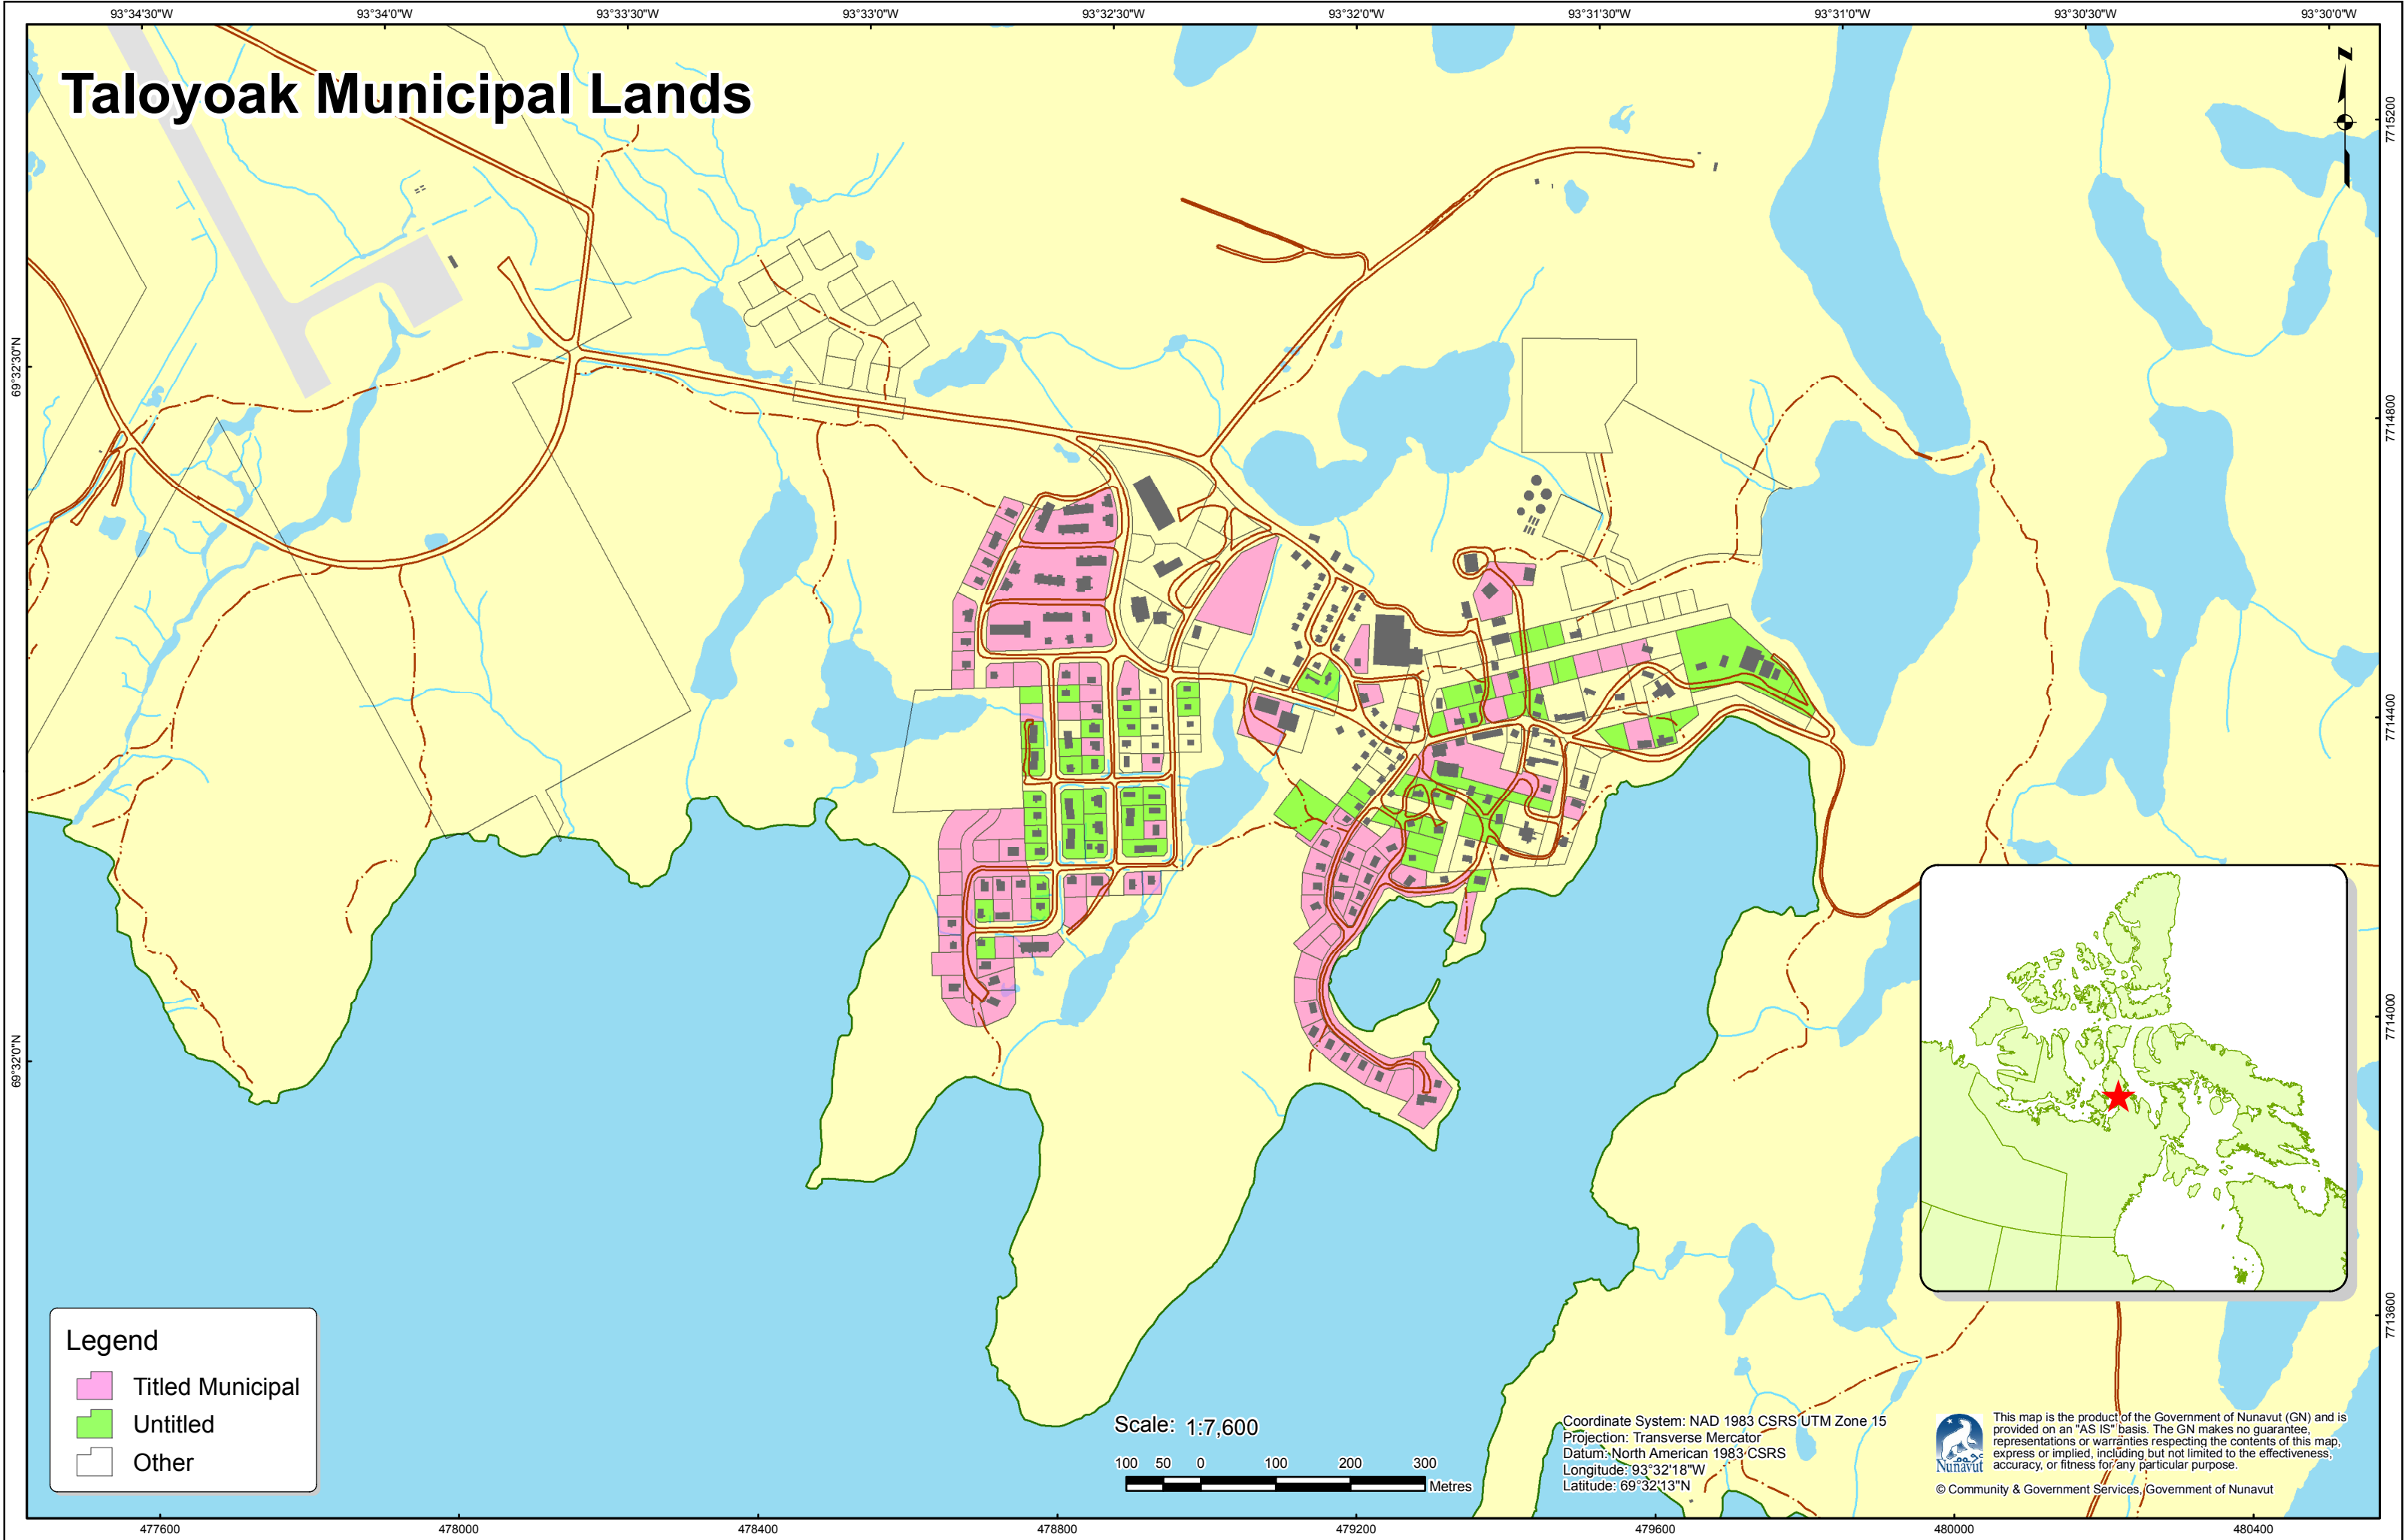 93°34'30"W 93°34'0"W 93°33'30"W 93°33'0"W 93°32'30"W 93°32'0"W 93°31'30"W 93°31'0"W 93°30'30"W 93°30'0"W
Taloyoak Municipal Lands
N
7715200
69°32'30"N
7714800
7714400
7714000
69°32'0"N
7713600
Legend
Titled Municipal
Untitled
Other
Scale: 1:7,600
100 50 0 100 200 300
Metres
Coordinate System: NAD 1983 CSRS UTM Zone 15
Projection: Transverse Mercator
Datum: North American 1983 CSRS
Longitude: 93°32'18"W
Latitude: 69°32'13"N
Nunavut
This map is the product of the Government of Nunavut (GN) and is
provided on an "AS IS" basis. The GN makes no guarantee,
representations or warranties respecting the contents of this map,
express or implied, including but not limited to the effectiveness,
accuracy, or fitness for any particular purpose.
© Community & Government Services, Government of Nunavut
477600 478000 478400 478800 479200 479600 480000 480400